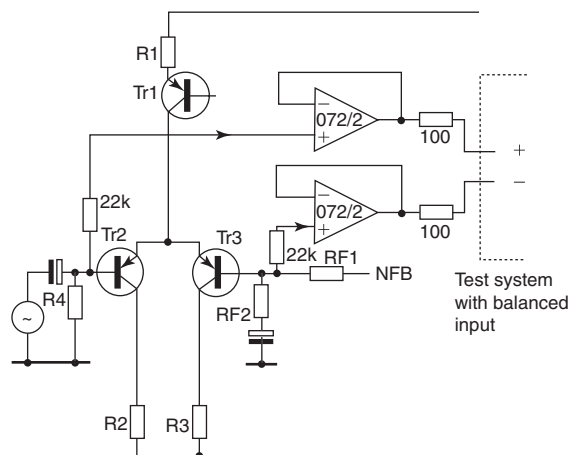 R1
Tr1
072/2
100
+
−
22k
Tr2
Tr3
072/2
100
22k
RF1
NFB
R4
~
RF2
Test system
with balanced
input
R2
R3
−
+
−
+